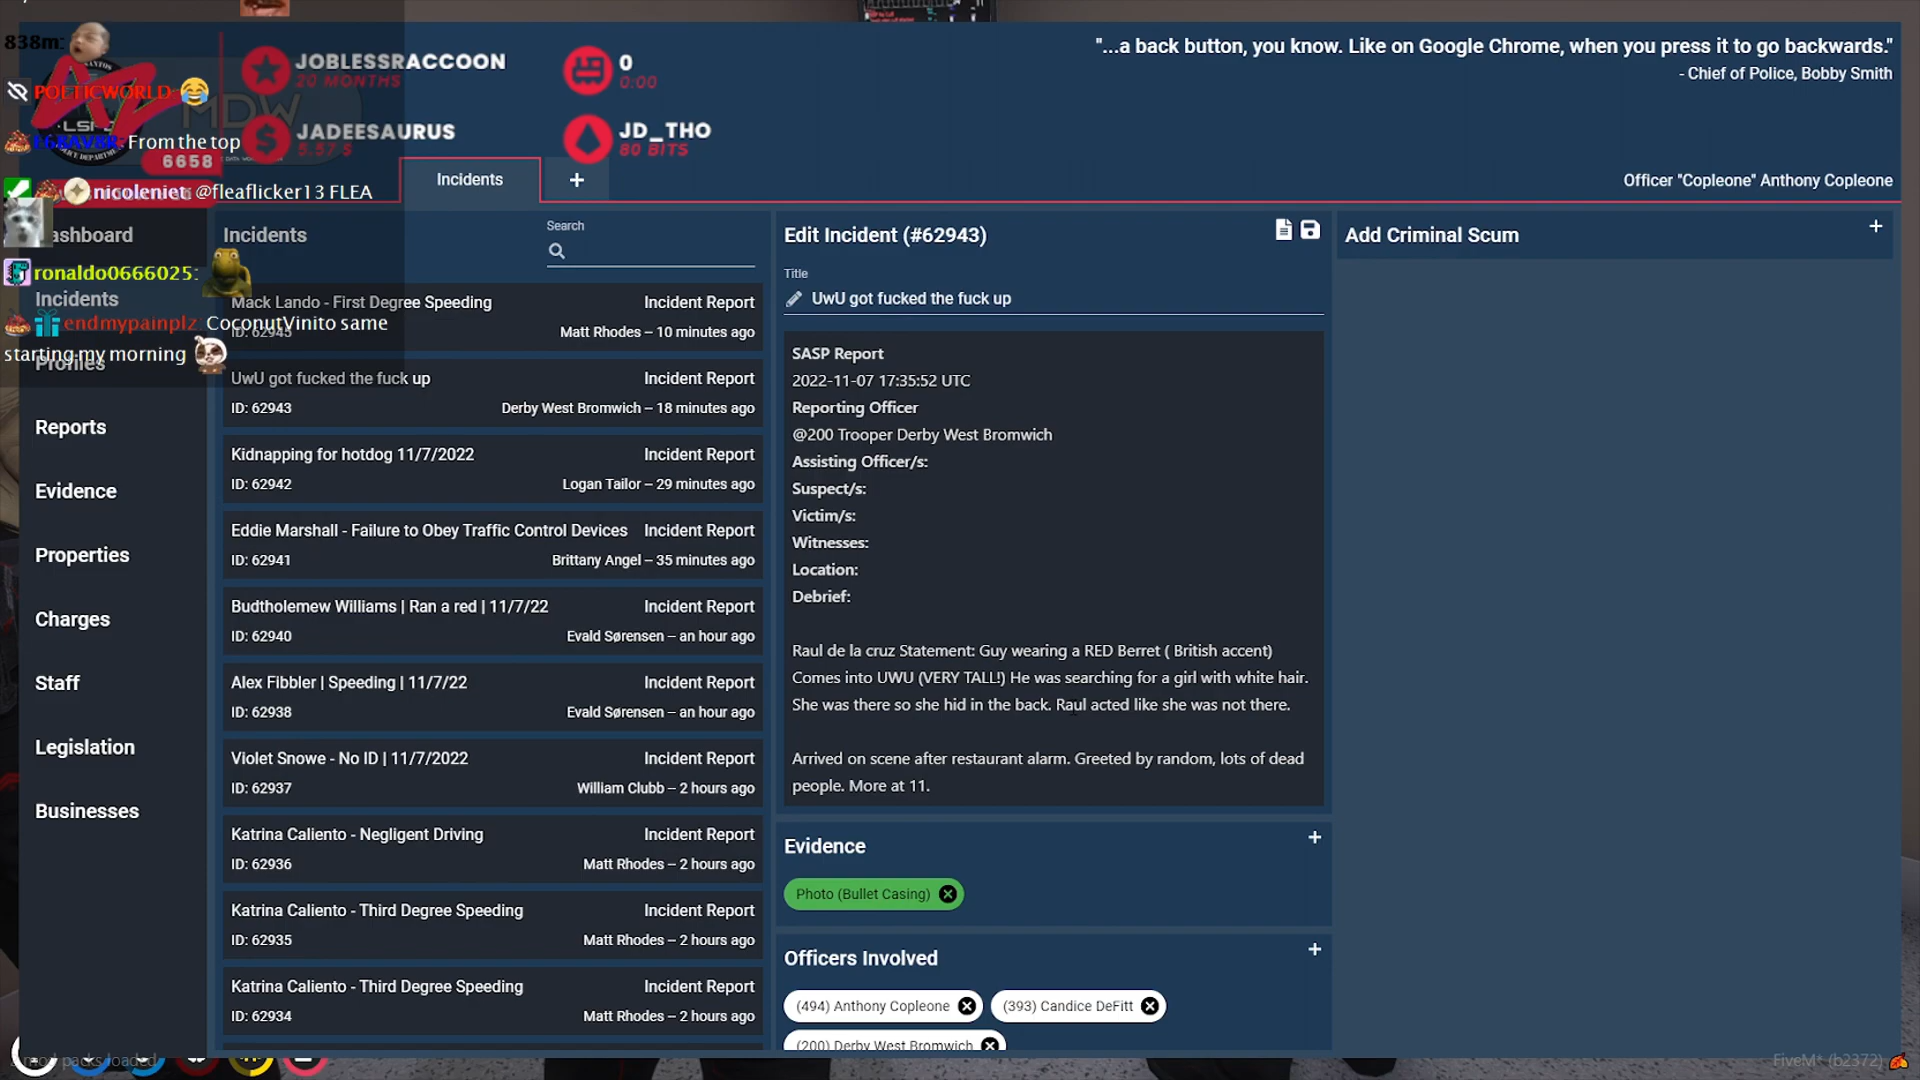 838m:
POETICWORLD:
From the top
6658
nicoleniet: @fleaflicker13 FLEA
ronaldo0666025:
endmypainplz: CoconutVinito same
starting my morning
JOBLESSRACCOON
20 MONTHS
0
0:00
JADEESAURUS
5.57 $
JD_THO
80 BITS
MDW
"...a back button, you know. Like on Google Chrome, when you press it to go backwards."
- Chief of Police, Bobby Smith
Incidents
+
Officer "Copleone" Anthony Copleone
ashboard
Incidents
Profiles
Reports
Evidence
Properties
Charges
Staff
Legislation
Businesses
Incidents
Search
Mack Lando - First Degree Speeding Incident Report
ID: 62945 Matt Rhodes – 10 minutes ago
UwU got fucked the fuck up Incident Report
ID: 62943 Derby West Bromwich – 18 minutes ago
Kidnapping for hotdog 11/7/2022 Incident Report
ID: 62942 Logan Tailor – 29 minutes ago
Eddie Marshall - Failure to Obey Traffic Control Devices Incident Report
ID: 62941 Brittany Angel – 35 minutes ago
Budtholemew Williams | Ran a red | 11/7/22 Incident Report
ID: 62940 Evald Sørensen – an hour ago
Alex Fibbler | Speeding | 11/7/22 Incident Report
ID: 62938 Evald Sørensen – an hour ago
Violet Snowe - No ID | 11/7/2022 Incident Report
ID: 62937 William Clubb – 2 hours ago
Katrina Caliento - Negligent Driving Incident Report
ID: 62936 Matt Rhodes – 2 hours ago
Katrina Caliento - Third Degree Speeding Incident Report
ID: 62935 Matt Rhodes – 2 hours ago
Katrina Caliento - Third Degree Speeding Incident Report
ID: 62934 Matt Rhodes – 2 hours ago
Edit Incident (#62943)
Title
UwU got fucked the fuck up
SASP Report
2022-11-07 17:35:52 UTC
Reporting Officer
@200 Trooper Derby West Bromwich
Assisting Officer/s:
Suspect/s:
Victim/s:
Witnesses:
Location:
Debrief:
Raul de la cruz Statement: Guy wearing a RED Berret ( British accent)
Comes into UWU (VERY TALL!) He was searching for a girl with white hair.
She was there so she hid in the back. Raul acted like she was not there.
Arrived on scene after restaurant alarm. Greeted by random, lots of dead
people. More at 11.
Evidence +
Photo (Bullet Casing)
Officers Involved +
(494) Anthony Copleone
(393) Candice DeFitt
(200) Derby West Bromwich
Add Criminal Scum +
mod packs loaded
FiveM* (b2372)